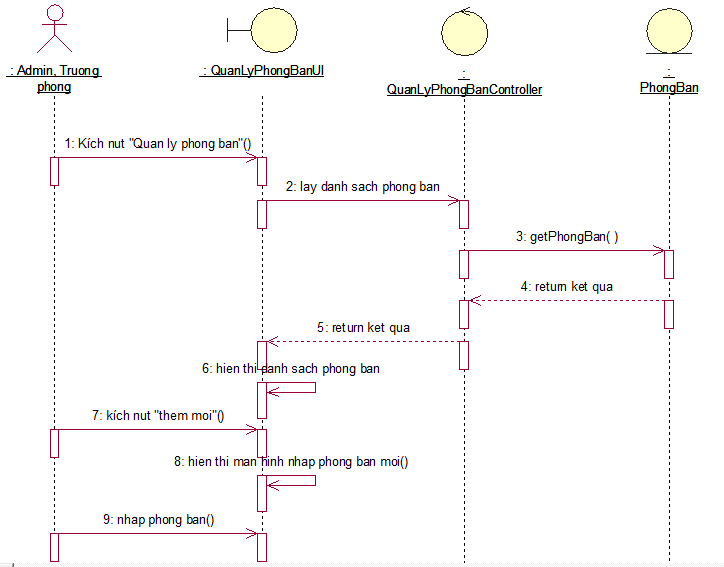 : Admin, Truong
phong
: QuanLyPhongBanUI
:
QuanLyPhongBanController
:
PhongBan
1: Kích nut "Quan ly phong ban"()
2: lay danh sach phong ban
3: getPhongBan( )
4: return ket qua
5: return ket qua
6: hien thi danh sach phong ban
7: kích nut "them moi"()
8: hien thi man hinh nhap phong ban moi()
9: nhap phong ban()